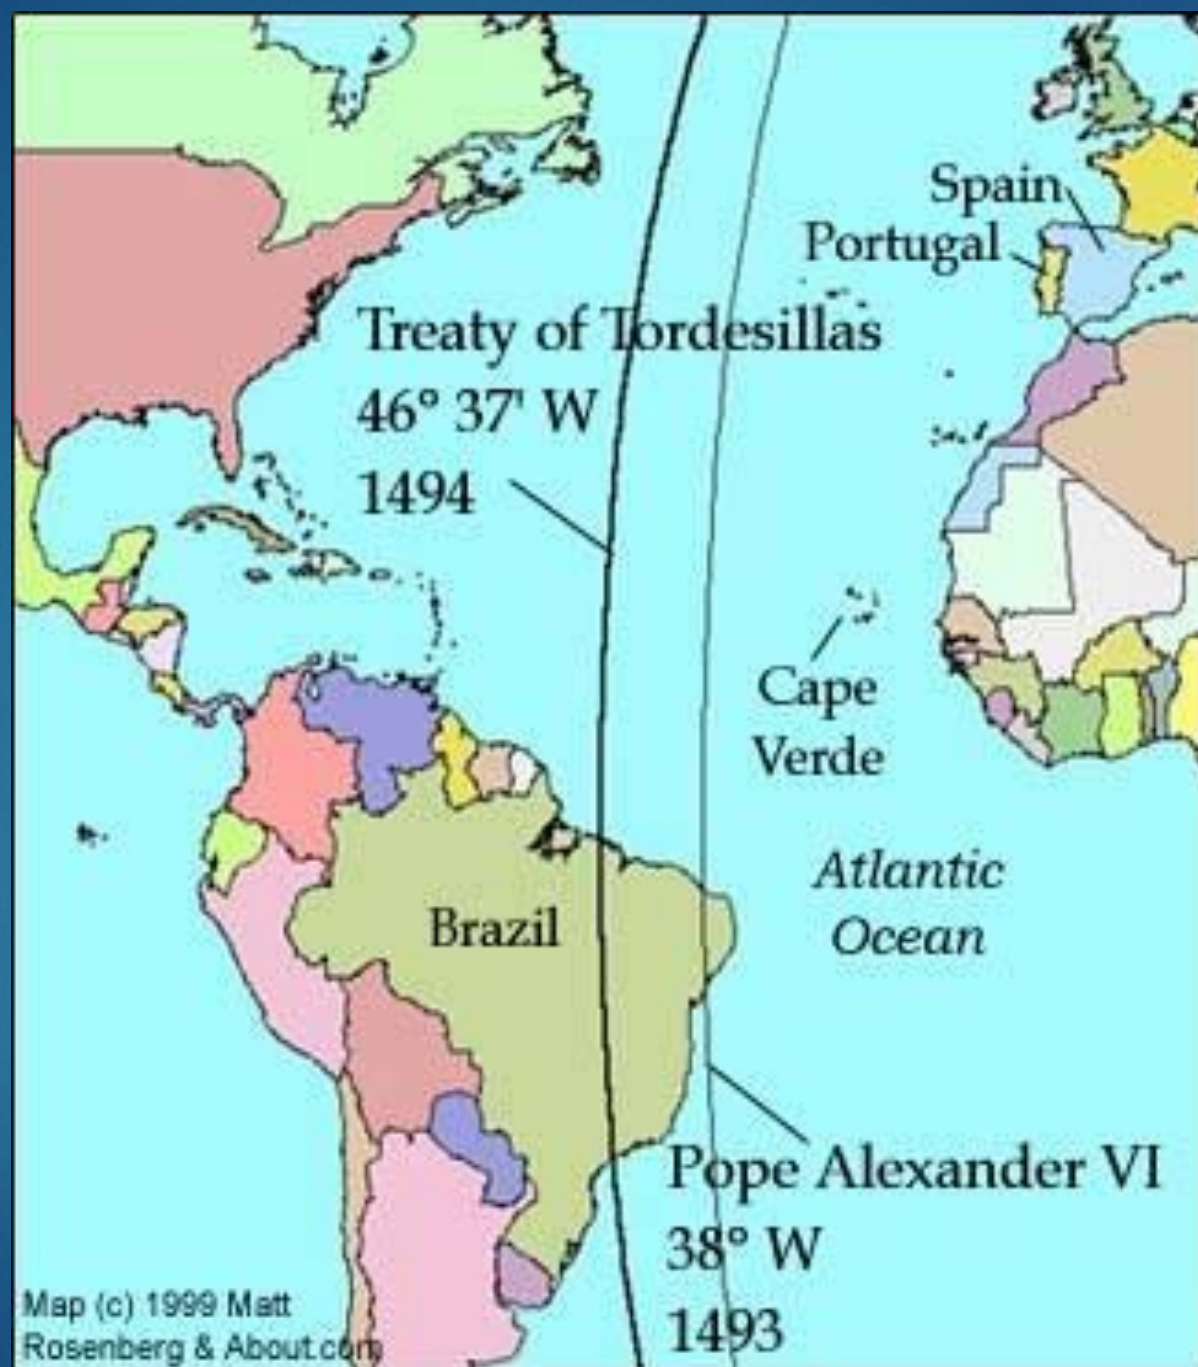 Spain
Portugal
Treaty of Tordesillas
46° 37' W
1494
Cape
Verde
Atlantic
Ocean
Brazil
Pope Alexander VI
38° W
1493
Map (c) 1999 Matt
Rosenberg & About.com